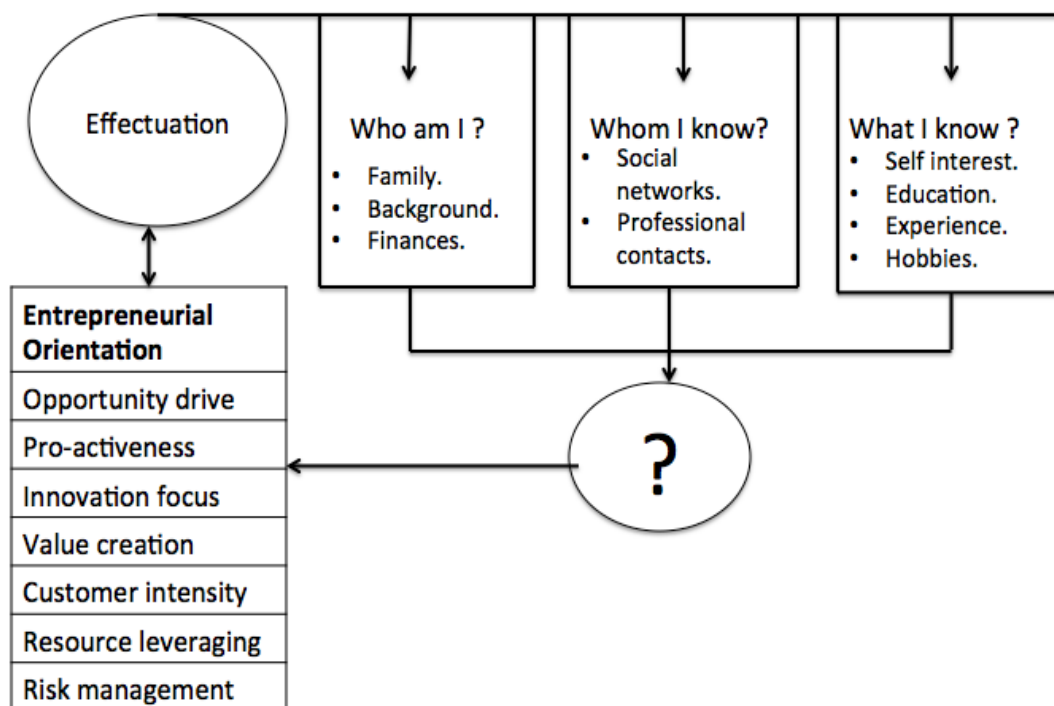 Effectuation
Who am I ?
• Family.
• Background.
• Finances.
Whom I know?
• Social
networks.
• Professional
contacts.
What I know ?
• Self interest.
• Education.
• Experience.
• Hobbies.
Entrepreneurial
Orientation
Opportunity drive
Pro-activeness
Innovation focus
Value creation
Customer intensity
Resource leveraging
Risk management
?